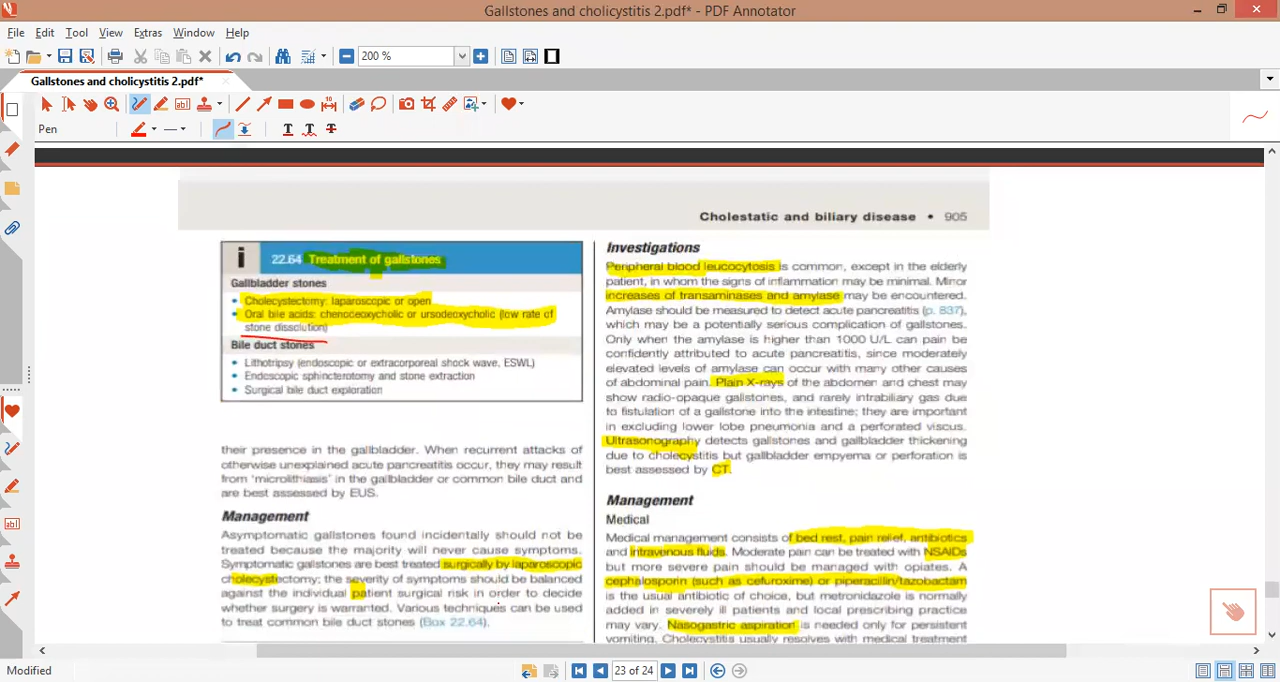 Gallstones and cholicystitis 2.pdf* - PDF Annotator
File Edit Tool View Extras Window Help
200 %
Gallstones and cholicystitis 2.pdf*
Pen
Cholestatic and biliary disease • 905
i 22.64 Treatment of gallstones
Gallbladder stones
• Cholecystectomy: laparoscopic or open
• Oral bile acids: chenodeoxycholic or ursodeoxycholic (low rate of
stone dissolution)
Bile duct stones
• Lithotripsy (endoscopic or extracorporeal shock wave, ESWL)
• Endoscopic sphincterotomy and stone extraction
• Surgical bile duct exploration
their presence in the gallbladder. When recurrent attacks of
otherwise unexplained acute pancreatitis occur, they may result
from 'microlithiasis' in the gallbladder or common bile duct and
are best assessed by EUS.
Management
Asymptomatic gallstones found incidentally should not be
treated because the majority will never cause symptoms.
Symptomatic gallstones are best treated surgically by laparoscopic
cholecystectomy; the severity of symptoms should be balanced
against the individual patient surgical risk in order to decide
whether surgery is warranted. Various techniques can be used
to treat common bile duct stones (Box 22.64).
Investigations
Peripheral blood leucocytosis is common, except in the elderly
patient, in whom the signs of inflammation may be minimal. Minor
increases of transaminases and amylase may be encountered.
Amylase should be measured to detect acute pancreatitis (p. 837),
which may be a potentially serious complication of gallstones.
Only when the amylase is higher than 1000 U/L can pain be
confidently attributed to acute pancreatitis, since moderately
elevated levels of amylase can occur with many other causes
of abdominal pain. Plain X-rays of the abdomen and chest may
show radio-opaque gallstones, and rarely intrabiliary gas due
to fistulation of a gallstone into the intestine; they are important
in excluding lower lobe pneumonia and a perforated viscus.
Ultrasonography detects gallstones and gallbladder thickening
due to cholecystitis but gallbladder empyema or perforation is
best assessed by CT.
Management
Medical
Medical management consists of bed rest, pain relief, antibiotics
and intravenous fluids. Moderate pain can be treated with NSAIDs
but more severe pain should be managed with opiates. A
cephalosporin (such as cefuroxime) or piperacillin/tazobactam
is the usual antibiotic of choice, but metronidazole is normally
added in severely ill patients and local prescribing practice
may vary. Nasogastric aspiration is needed only for persistent
vomiting. Cholecystitis usually resolves with medical treatment
Modified
23 of 24